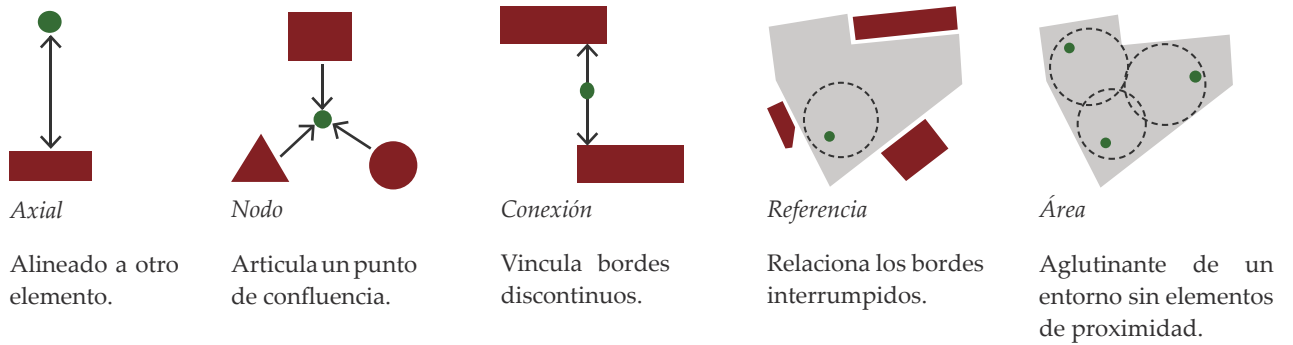 Axial
Alineado a otro
elemento.
Nodo
Articula un punto
de confluencia.
Conexión
Vincula bordes
discontinuos.
Referencia
Relaciona los bordes
interrumpidos.
Área
Aglutinante de un
entorno sin elementos
de proximidad.